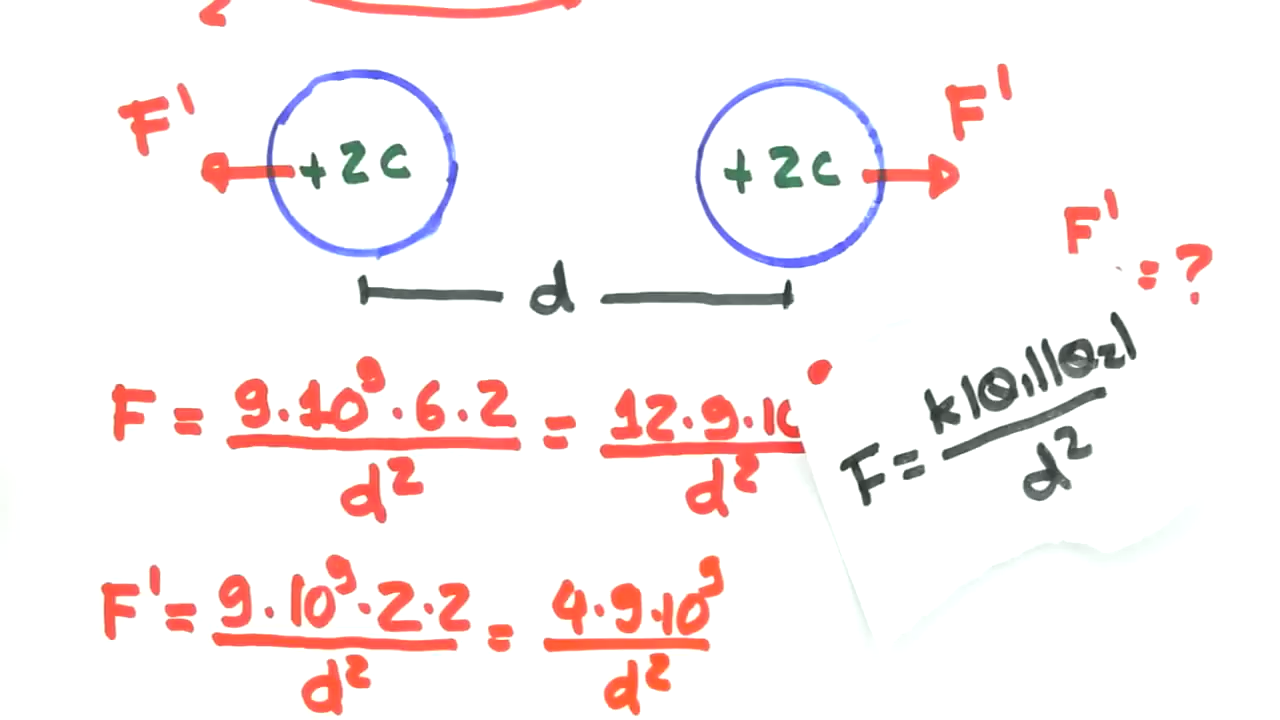 F' +2C +2C F'
F' = ?
d
F = 9.10⁹.6.2 / d² = 12.9.10 / d²
F = k|Q₁||Q₂| / d²
F' = 9.10⁹.2.2 / d² = 4.9.10⁹ / d²